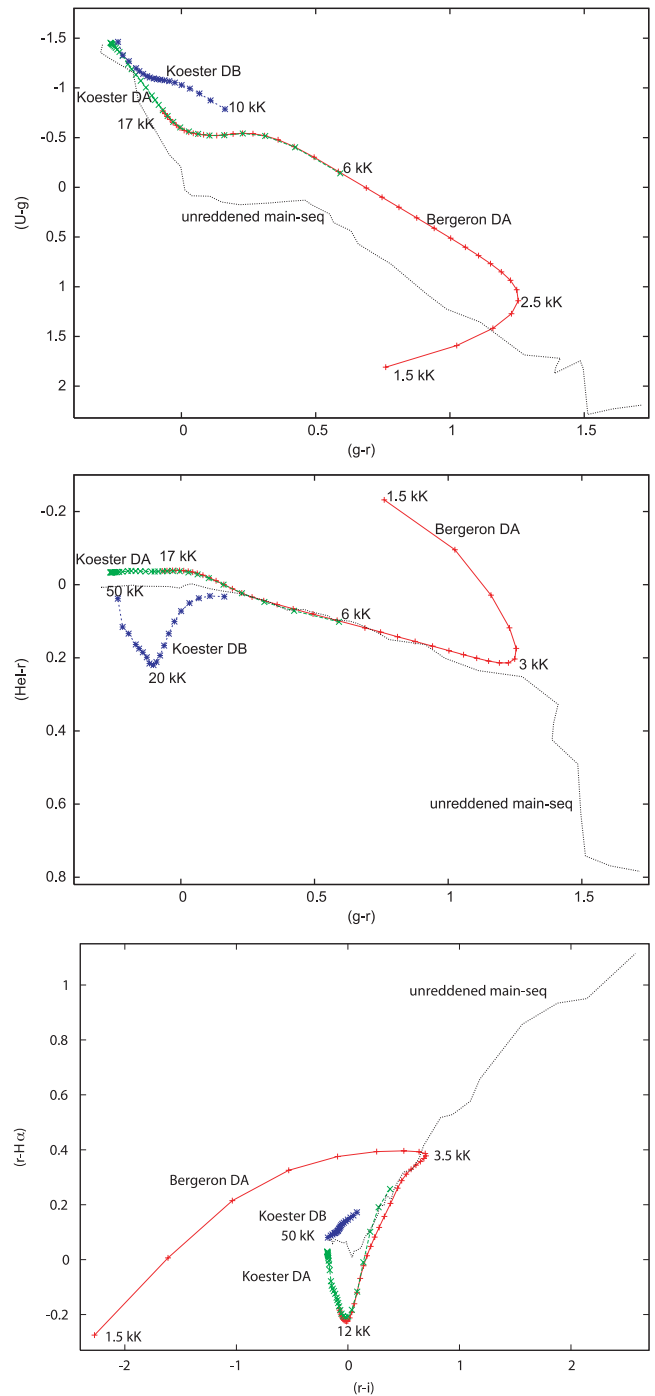 -1.5
-1
-0.5
0
0.5
1
1.5
2
(U-g)
Koester DB
Koester DA
10 kK
17 kK
6 kK
unreddened main-seq
Bergeron DA
2.5 kK
1.5 kK
0 0.5 1 1.5
(g-r)
-0.2
0
0.2
0.4
0.6
0.8
(HeI-r)
1.5 kK
Bergeron DA
Koester DA 17 kK
50 kK
6 kK
Koester DB
20 kK
3 kK
unreddened main-seq
0 0.5 1 1.5
(g-r)
1
0.8
0.6
0.4
0.2
0
-0.2
(r-Hα)
unreddened main-seq
3.5 kK
Bergeron DA
Koester DB
50 kK
Koester DA
1.5 kK
12 kK
-2 -1 0 1 2
(r-i)